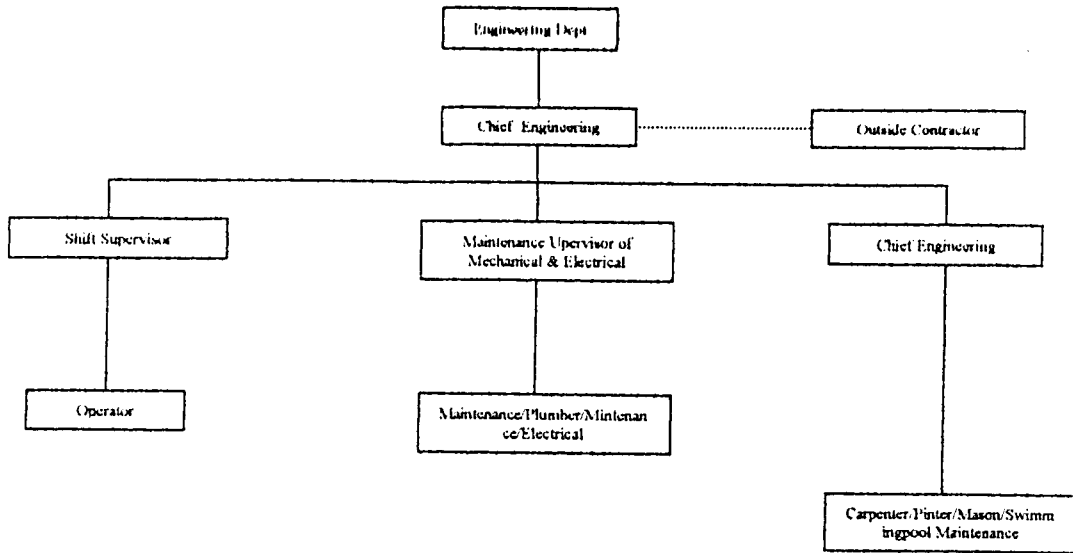 Engineering Dept
Chief Engineering
Outside Contractor
Shift Supervisor
Maintenance Upervisor of
Mechanical & Electrical
Chief Engineering
Operator
Maintenance/Plumber/Mintenan
ce/Electrical
Carpenter/Pinter/Mason/Swimm
ingpool Maintenance